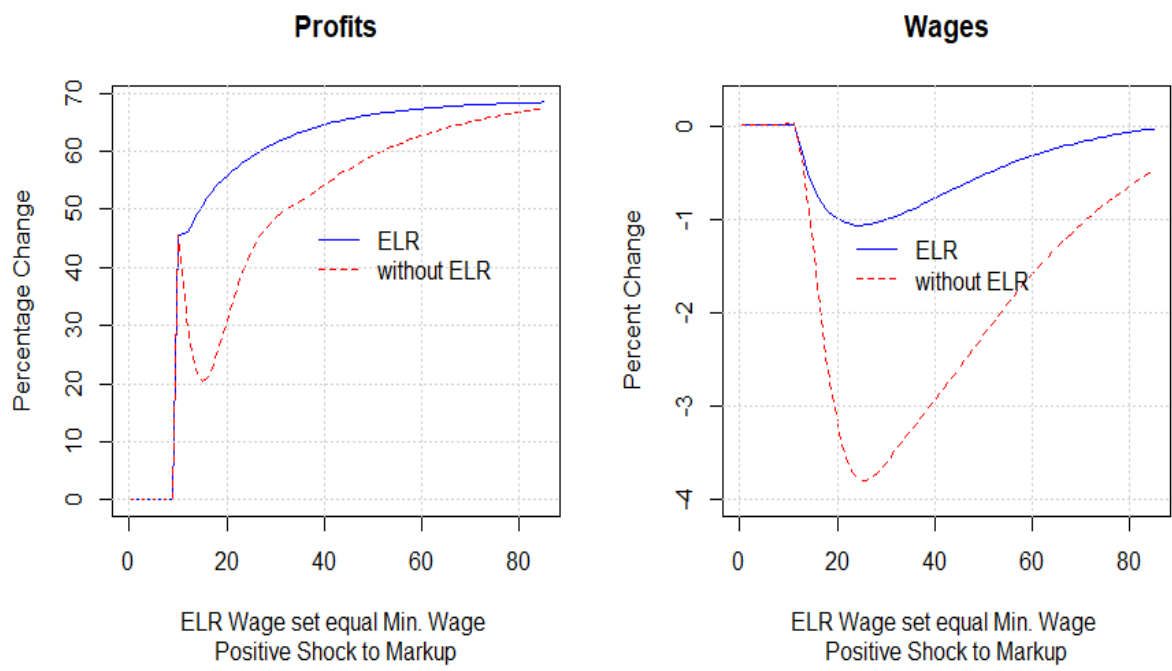 Profits
Percentage Change
70
60
50
40
30
20
10
0
ELR
without ELR
0 20 40 60 80
ELR Wage set equal Min. Wage
Positive Shock to Markup
Wages
Percent Change
0
-1
-2
-3
-4
ELR
without ELR
0 20 40 60 80
ELR Wage set equal Min. Wage
Positive Shock to Markup